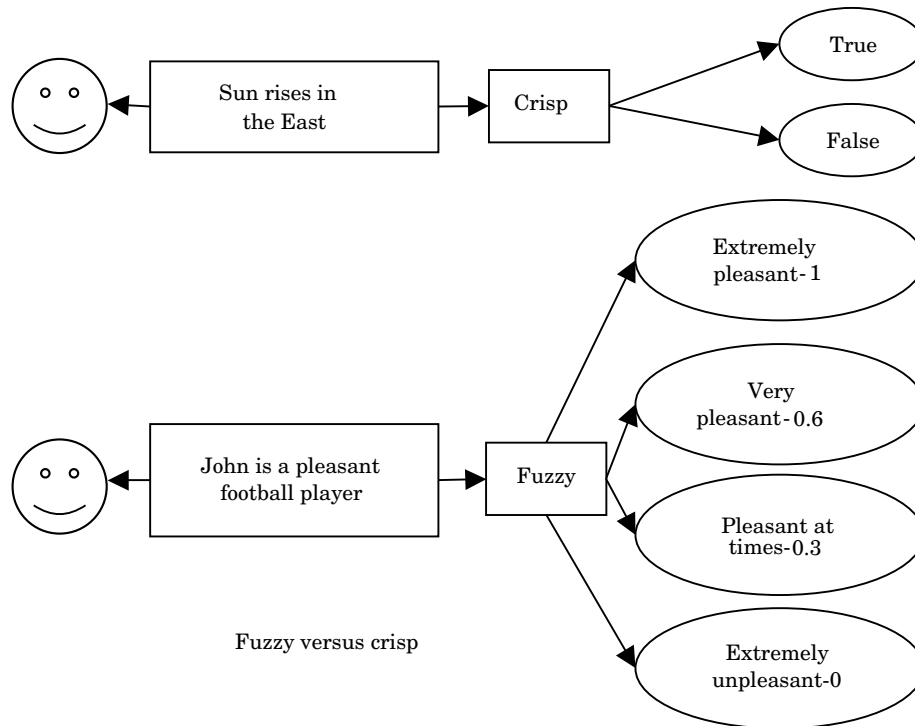 True
Sun rises in
the East
Crisp
False
Extremely
pleasant-1
Very
pleasant-0.6
John is a pleasant
football player
Fuzzy
Pleasant at
times-0.3
Fuzzy versus crisp
Extremely
unpleasant-0